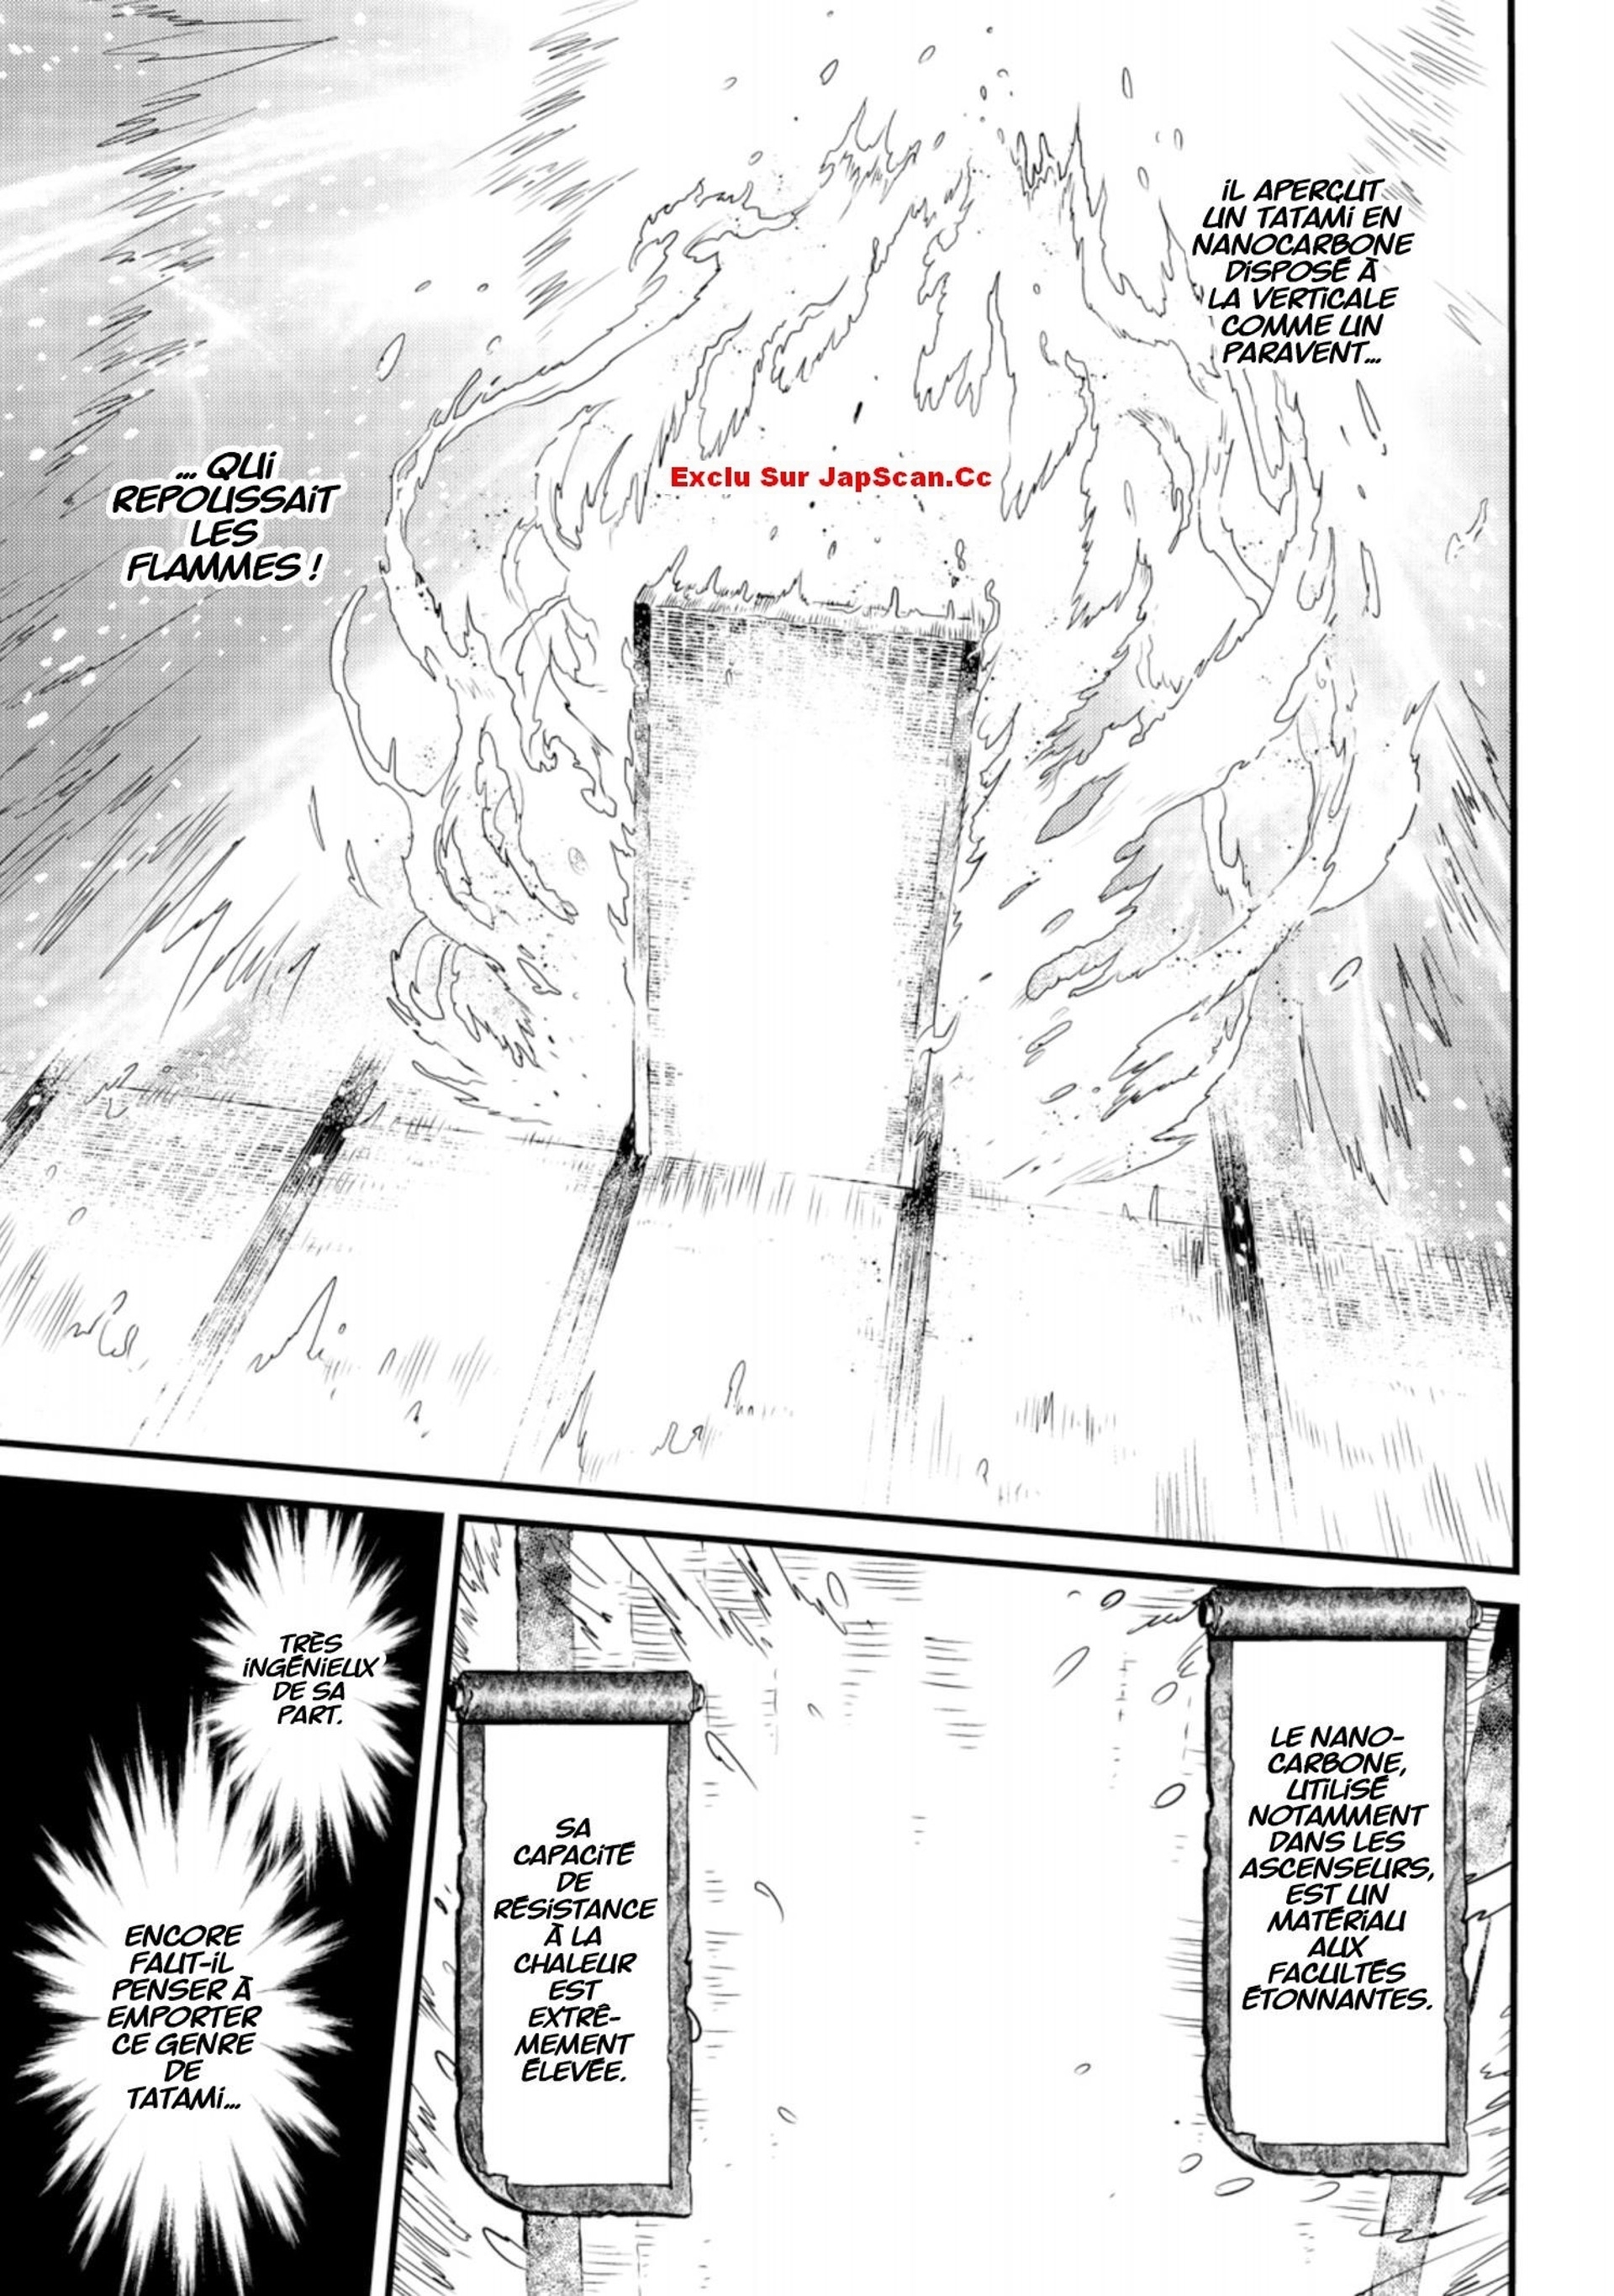 IL APERÇUT
UN TATAMI EN
NANOCARBONE
DISPOSÉ À
LA VERTICALE
COMME UN
PARAVENT...
... QUI
REPOUSSAIT
LES
FLAMMES !
Exclu Sur JapScan.Cc
LE NANO-
CARBONE,
UTILISÉ
NOTAMMENT
DANS LES
ASCENSEURS,
EST UN
MATÉRIAU
AUX
FACULTÉS
ÉTONNANTES.
SA
CAPACITÉ
DE
RÉSISTANCE
À LA
CHALEUR
EST
EXTRÊ-
MEMENT
ÉLEVÉE.
TRÈS
INGÉNIEUX
DE SA
PART.
ENCORE
FAUT-IL
PENSER À
EMPORTER
CE GENRE
DE
TATAMI...